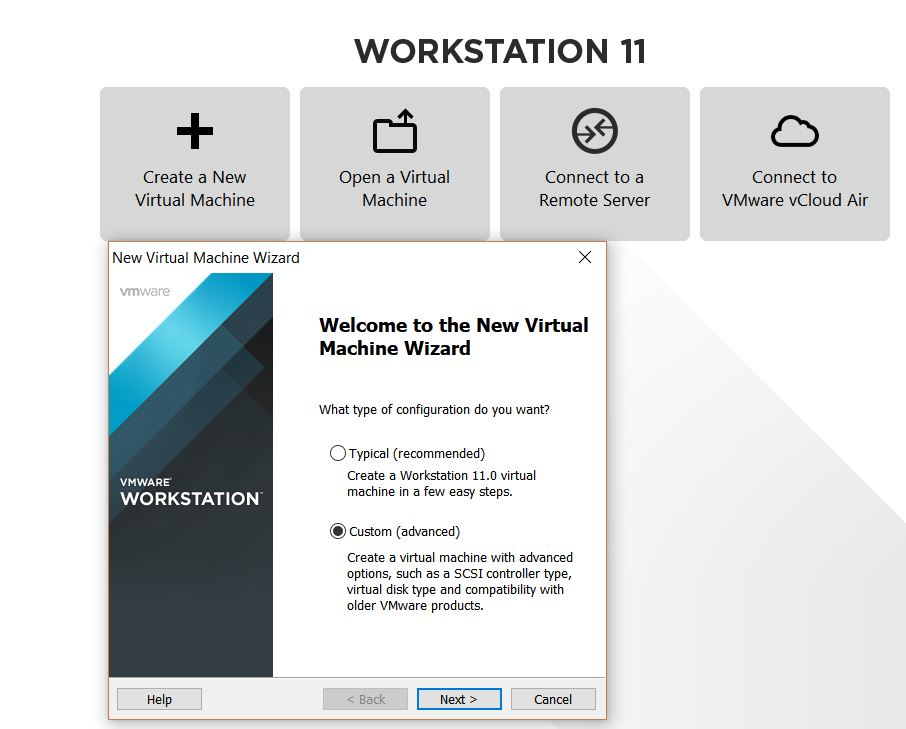 WORKSTATION 11
Create a New
Virtual Machine
Open a Virtual
Machine
Connect to a
Remote Server
Connect to
VMware vCloud Air
New Virtual Machine Wizard
vmware
VMWARE®
WORKSTATION™
Welcome to the New Virtual
Machine Wizard
What type of configuration do you want?
Typical (recommended)
Create a Workstation 11.0 virtual
machine in a few easy steps.
Custom (advanced)
Create a virtual machine with advanced
options, such as a SCSI controller type,
virtual disk type and compatibility with
older VMware products.
Help
< Back
Next >
Cancel